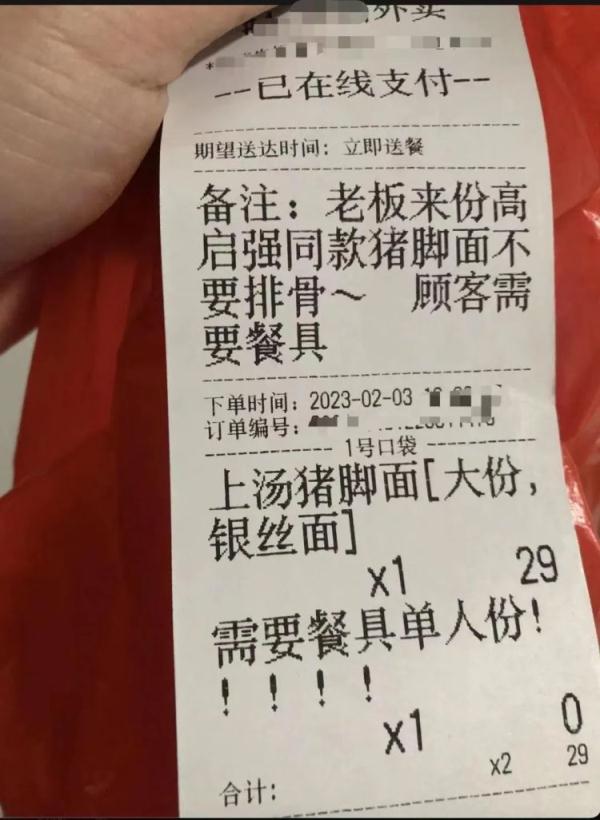 外卖
--已在线支付--
期望送达时间: 立即送餐
备注: 老板来份高
启强同款猪脚面不
要排骨~ 顾客需
要餐具
下单时间: 2023-02-03
订单编号:
1号口袋
上汤猪脚面[大份,
银丝面]
x1 29
需要餐具单人份!
! ! ! !
x1 0
x2 29
合计: